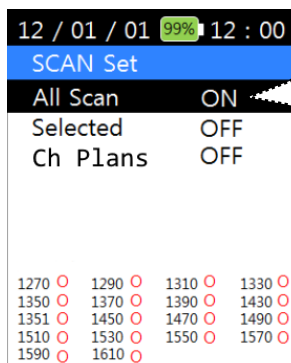 12 / 01 / 01 99% 12 : 00
SCAN Set
All Scan ON
Selected OFF
Ch Plans OFF
1270 O 1290 O 1310 O 1330 O
1350 O 1370 O 1390 O 1430 O
1351 O 1450 O 1470 O 1490 O
1510 O 1530 O 1550 O 1570 O
1590 O 1610 O